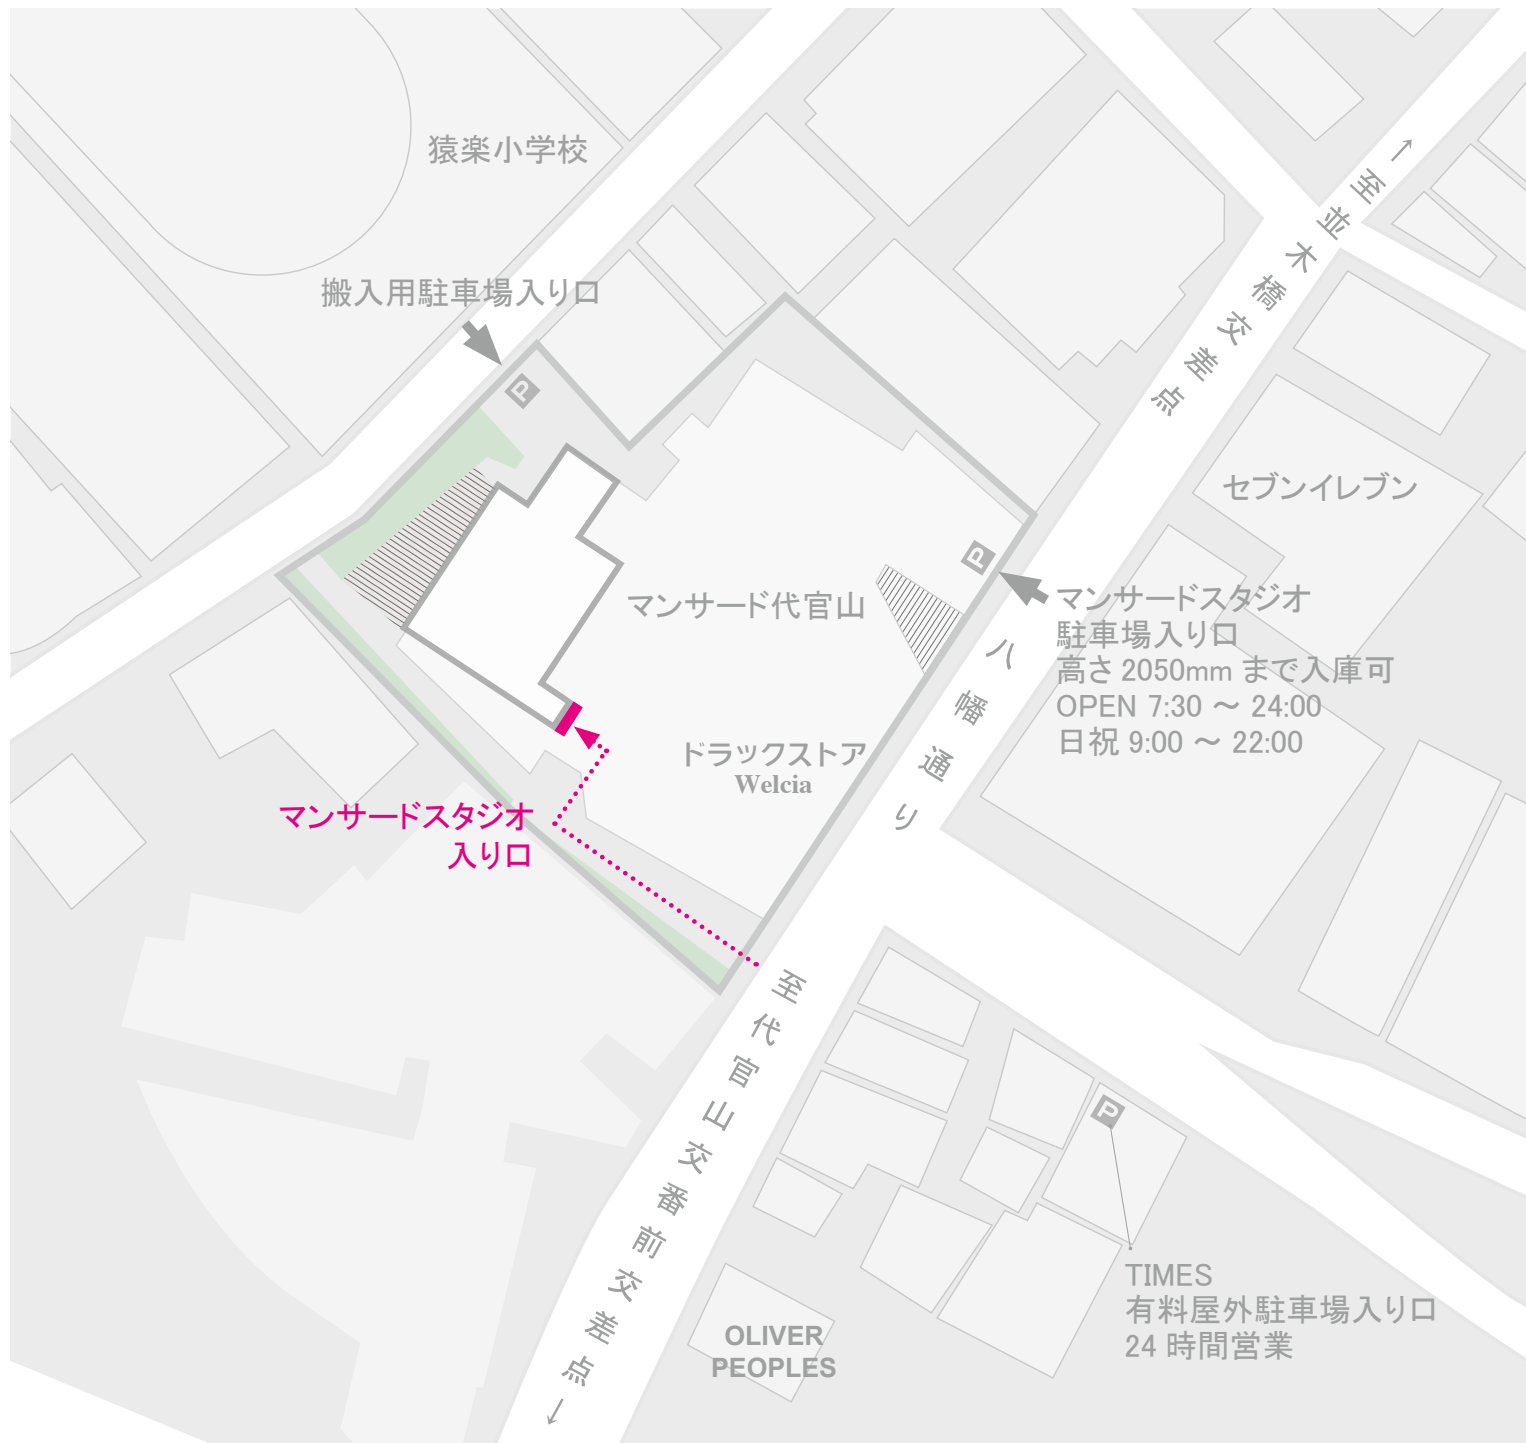 猿楽小学校
搬入用駐車場入り口
P
↑至並木橋交差点
セブンイレブン
P
マンサード代官山
マンサードスタジオ
駐車場入り口
高さ 2050mm まで入庫可
OPEN 7:30 ～ 24:00
日祝 9:00 ～ 22:00
八幡通り
ドラックストア
Welcia
マンサードスタジオ
入り口
至代官山交番前交差点↓
P
TIMES
有料屋外駐車場入り口
24 時間営業
OLIVER
PEOPLES